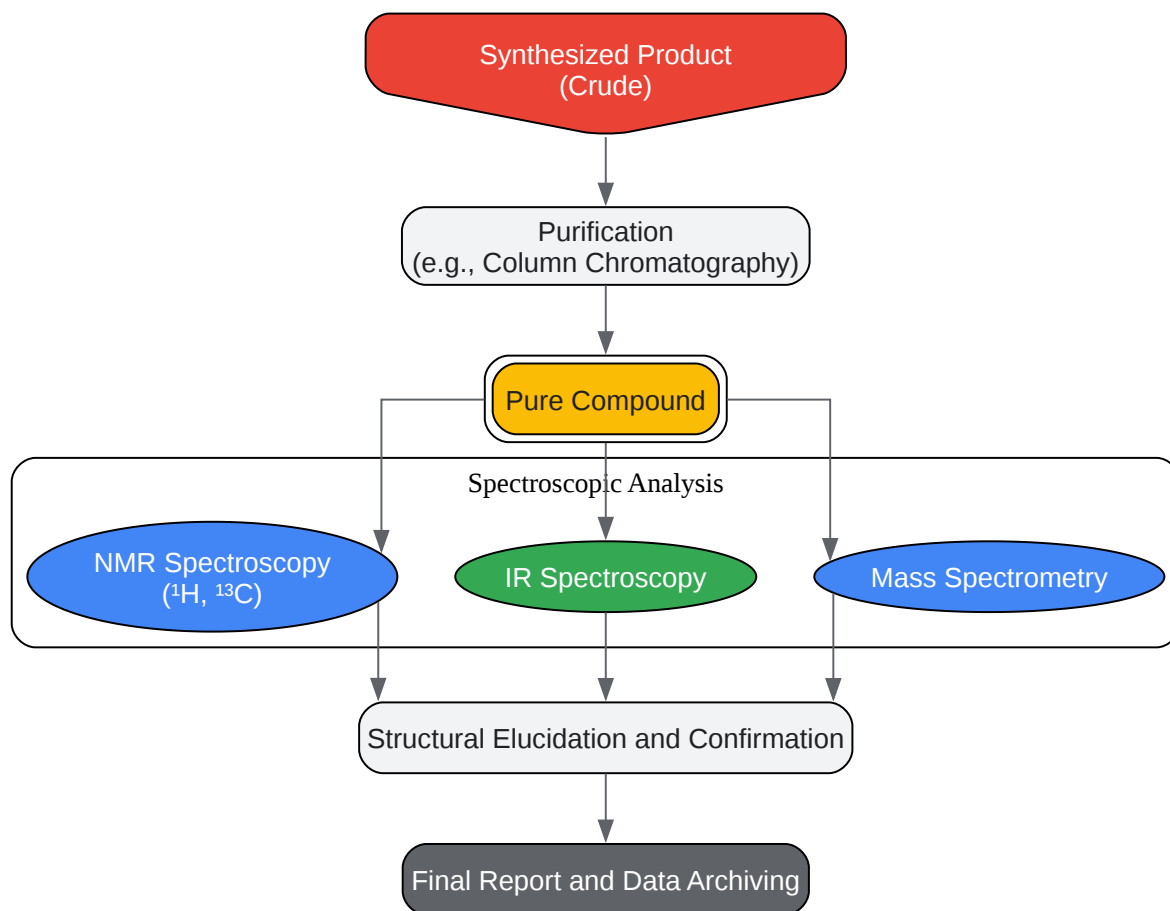 Synthesized Product
(Crude)
Purification
(e.g., Column Chromatography)
Pure Compound
Spectroscopic Analysis
NMR Spectroscopy
(¹H, ¹³C)
IR Spectroscopy
Mass Spectrometry
Structural Elucidation and Confirmation
Final Report and Data Archiving